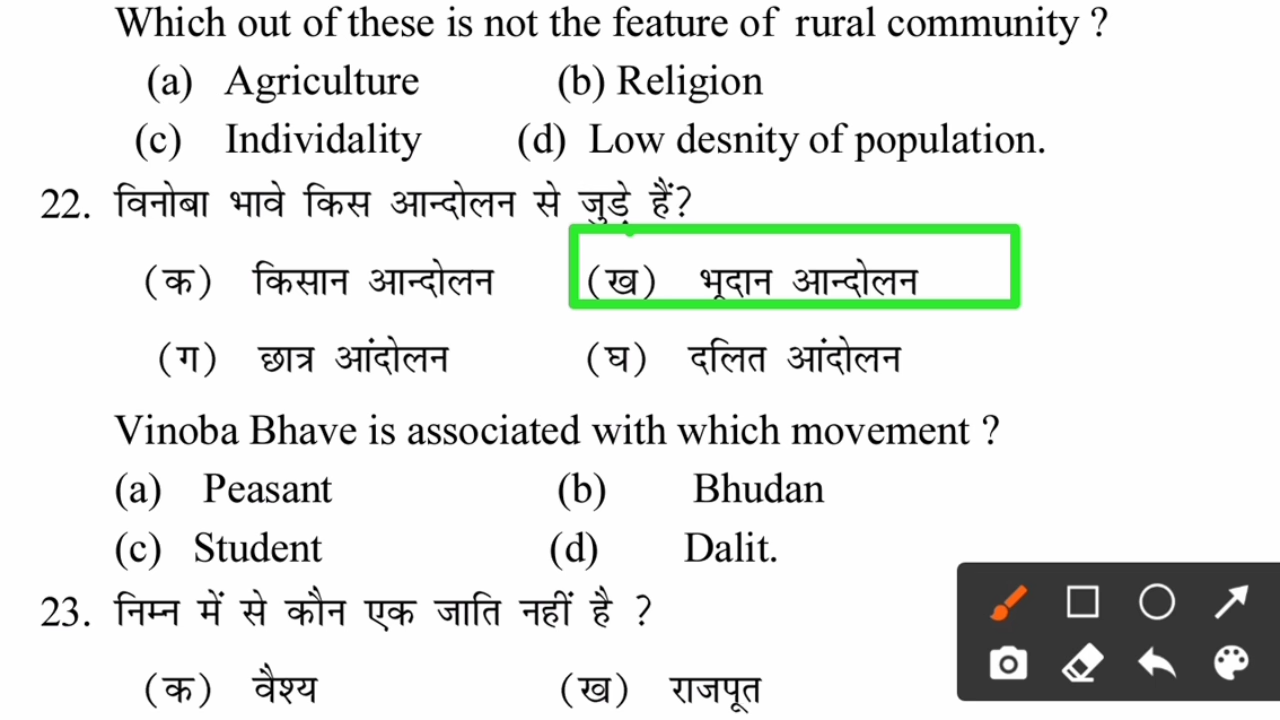 Which out of these is not the feature of rural community ?
(a) Agriculture (b) Religion
(c) Individality (d) Low desnity of population.
22. विनोबा भावे किस आन्दोलन से जुड़े हैं?
(क) किसान आन्दोलन (ख) भूदान आन्दोलन
(ग) छात्र आंदोलन (घ) दलित आंदोलन
Vinoba Bhave is associated with which movement ?
(a) Peasant (b) Bhudan
(c) Student (d) Dalit.
23. निम्न में से कौन एक जाति नहीं है ?
(क) वैश्य (ख) राजपूत